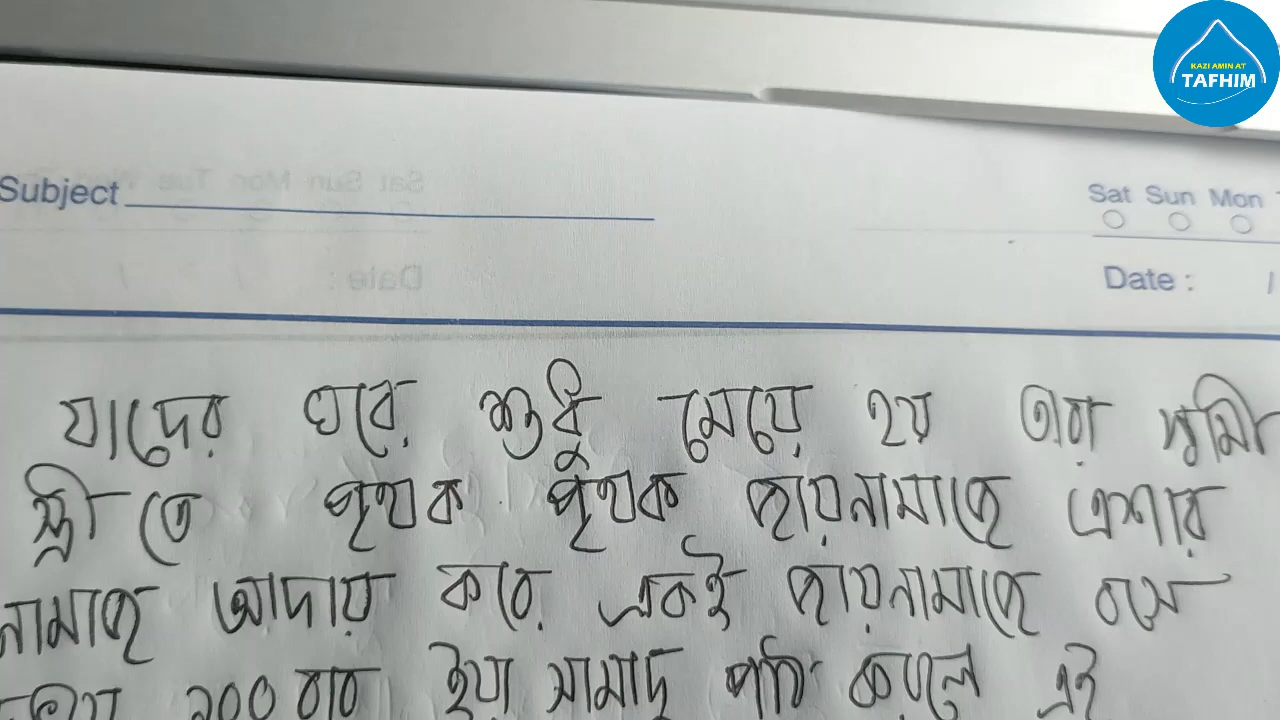 KAZI AMIN AT
TAFHIM
Subject
Sat Sun Mon
Date :
যাদের ঘরে শুধু মেয়ে হয় তারা স্বামী
স্ত্রী তে পৃথক পৃথক জায়নামাজে এশার
নামাজ আদায় করে একই জায়নামাজে বসে
১০০ বার ইয়া সামাদু পাঠ করলে এই